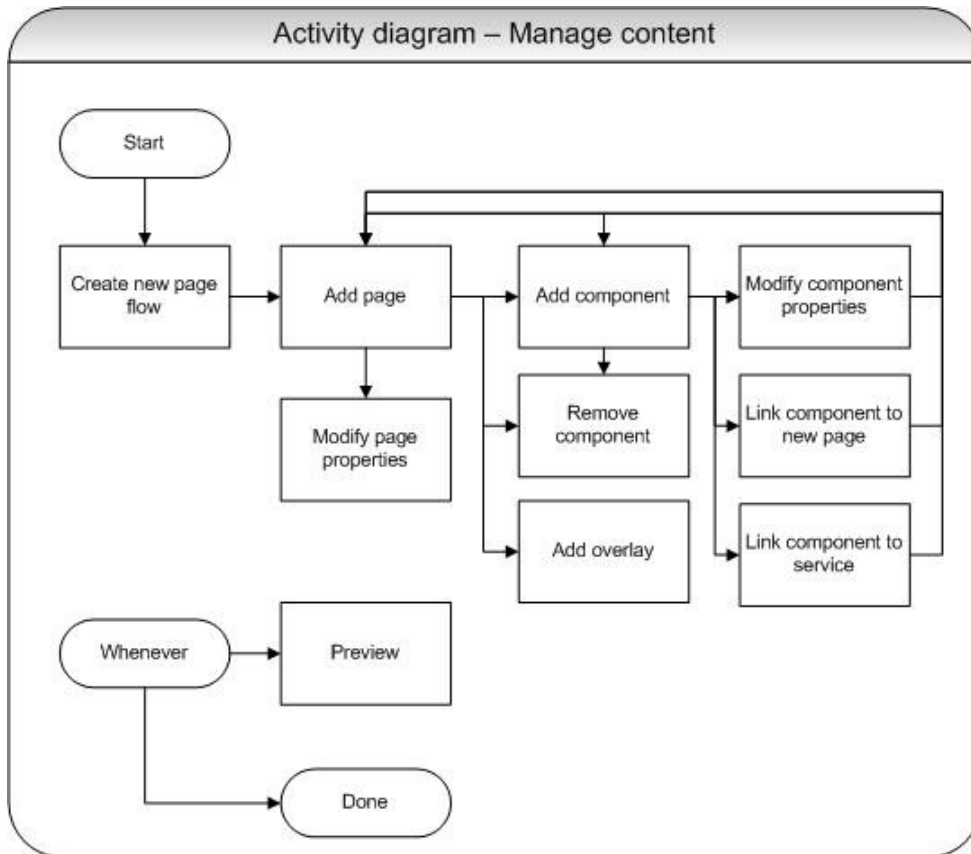 Activity diagram – Manage content
Start
Create new page
flow
Add page
Add component
Modify component
properties
Modify page
properties
Remove
component
Link component to
new page
Add overlay
Link component to
service
Whenever
Preview
Done